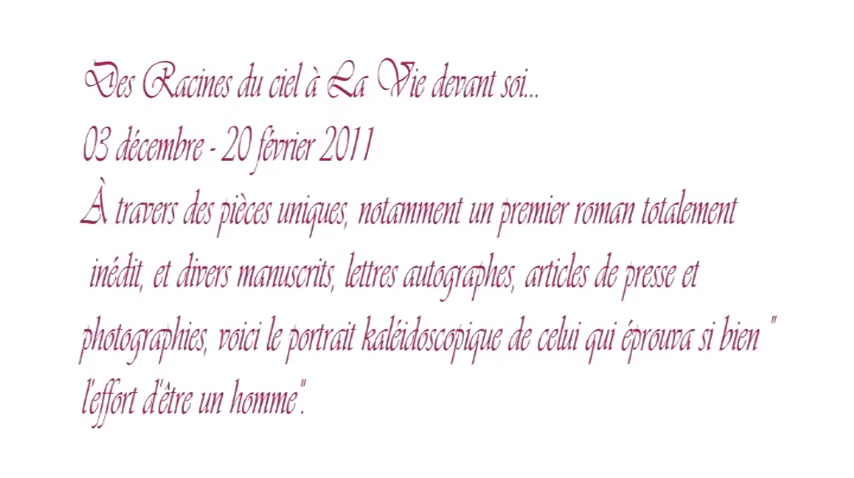 Des Racines du ciel à La Vie devant soi...
03 décembre - 20 février 2011
À travers des pièces uniques, notamment un premier roman totalement
inédit, et divers manuscrits, lettres autographes, articles de presse et
photographies, voici le portrait kaléidoscopique de celui qui éprouva si bien "
l'effort d'être un homme".